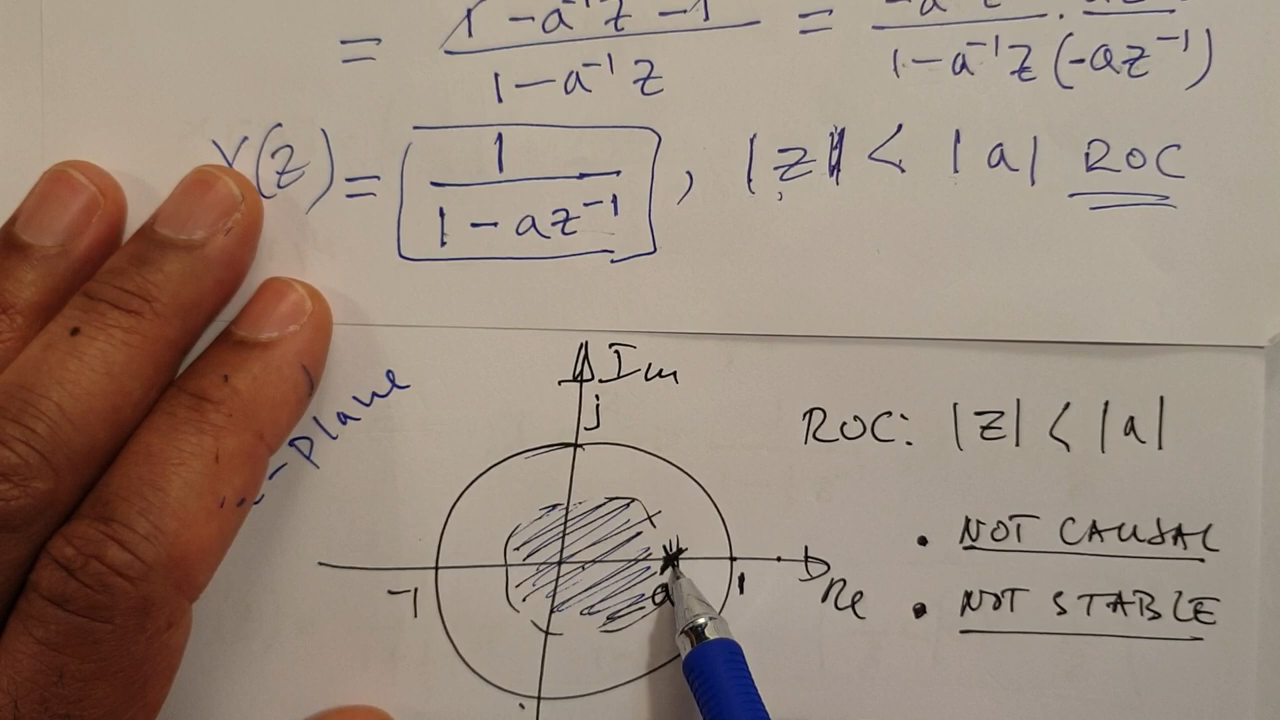 = 1 - a⁻¹z - 1 / 1 - a⁻¹z = / 1 - a⁻¹z (-az⁻¹)
X(z) = 1 / 1 - az⁻¹ , |z| < |a| ROC
Im
j
-plane
ROC: |z| < |a|
• NOT CAUSAL
-1
a
1
Re
• NOT STABLE